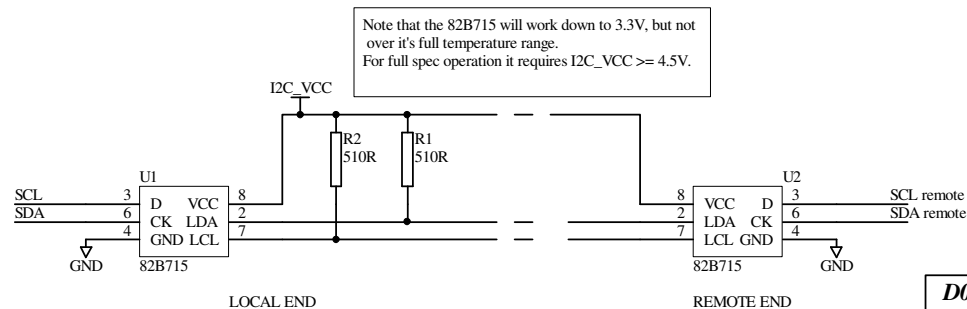 Note that the 82B715 will work down to 3.3V, but not
over it's full temperature range.
For full spec operation it requires I2C_VCC >= 4.5V.
I2C_VCC
R2
510R
R1
510R
U1
SCL
3
D
VCC
8
SDA
6
CK
LDA
2
4
GND
LCL
7
GND
82B715
U2
8
VCC
D
3
SCL remote
2
LDA
CK
6
SDA remote
7
LCL
GND
4
82B715
GND
LOCAL END
REMOTE END